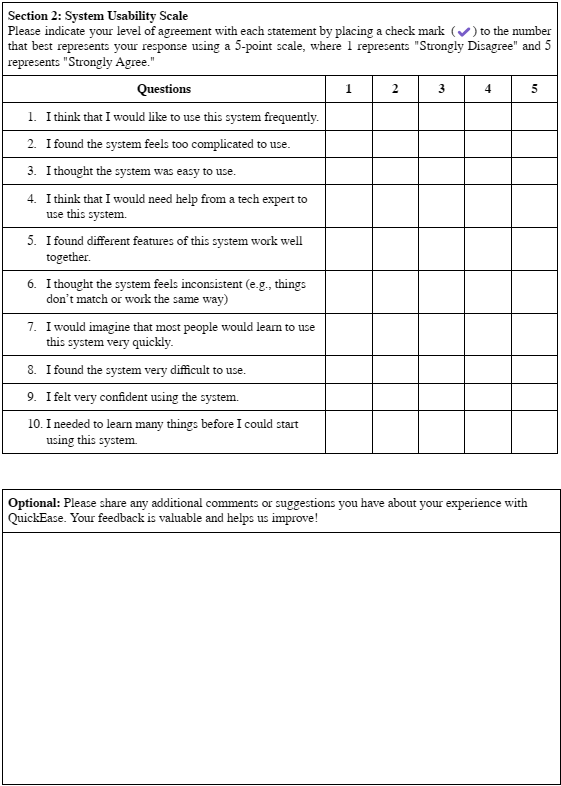 Section 2: System Usability Scale
Please indicate your level of agreement with each statement by placing a check mark (✔) to the number
that best represents your response using a 5-point scale, where 1 represents "Strongly Disagree" and 5
represents "Strongly Agree."
Questions 1 2 3 4 5
1. I think that I would like to use this system frequently.
2. I found the system feels too complicated to use.
3. I thought the system was easy to use.
4. I think that I would need help from a tech expert to
use this system.
5. I found different features of this system work well
together.
6. I thought the system feels inconsistent (e.g., things
don’t match or work the same way)
7. I would imagine that most people would learn to use
this system very quickly.
8. I found the system very difficult to use.
9. I felt very confident using the system.
10. I needed to learn many things before I could start
using this system.
Optional: Please share any additional comments or suggestions you have about your experience with
QuickEase. Your feedback is valuable and helps us improve!